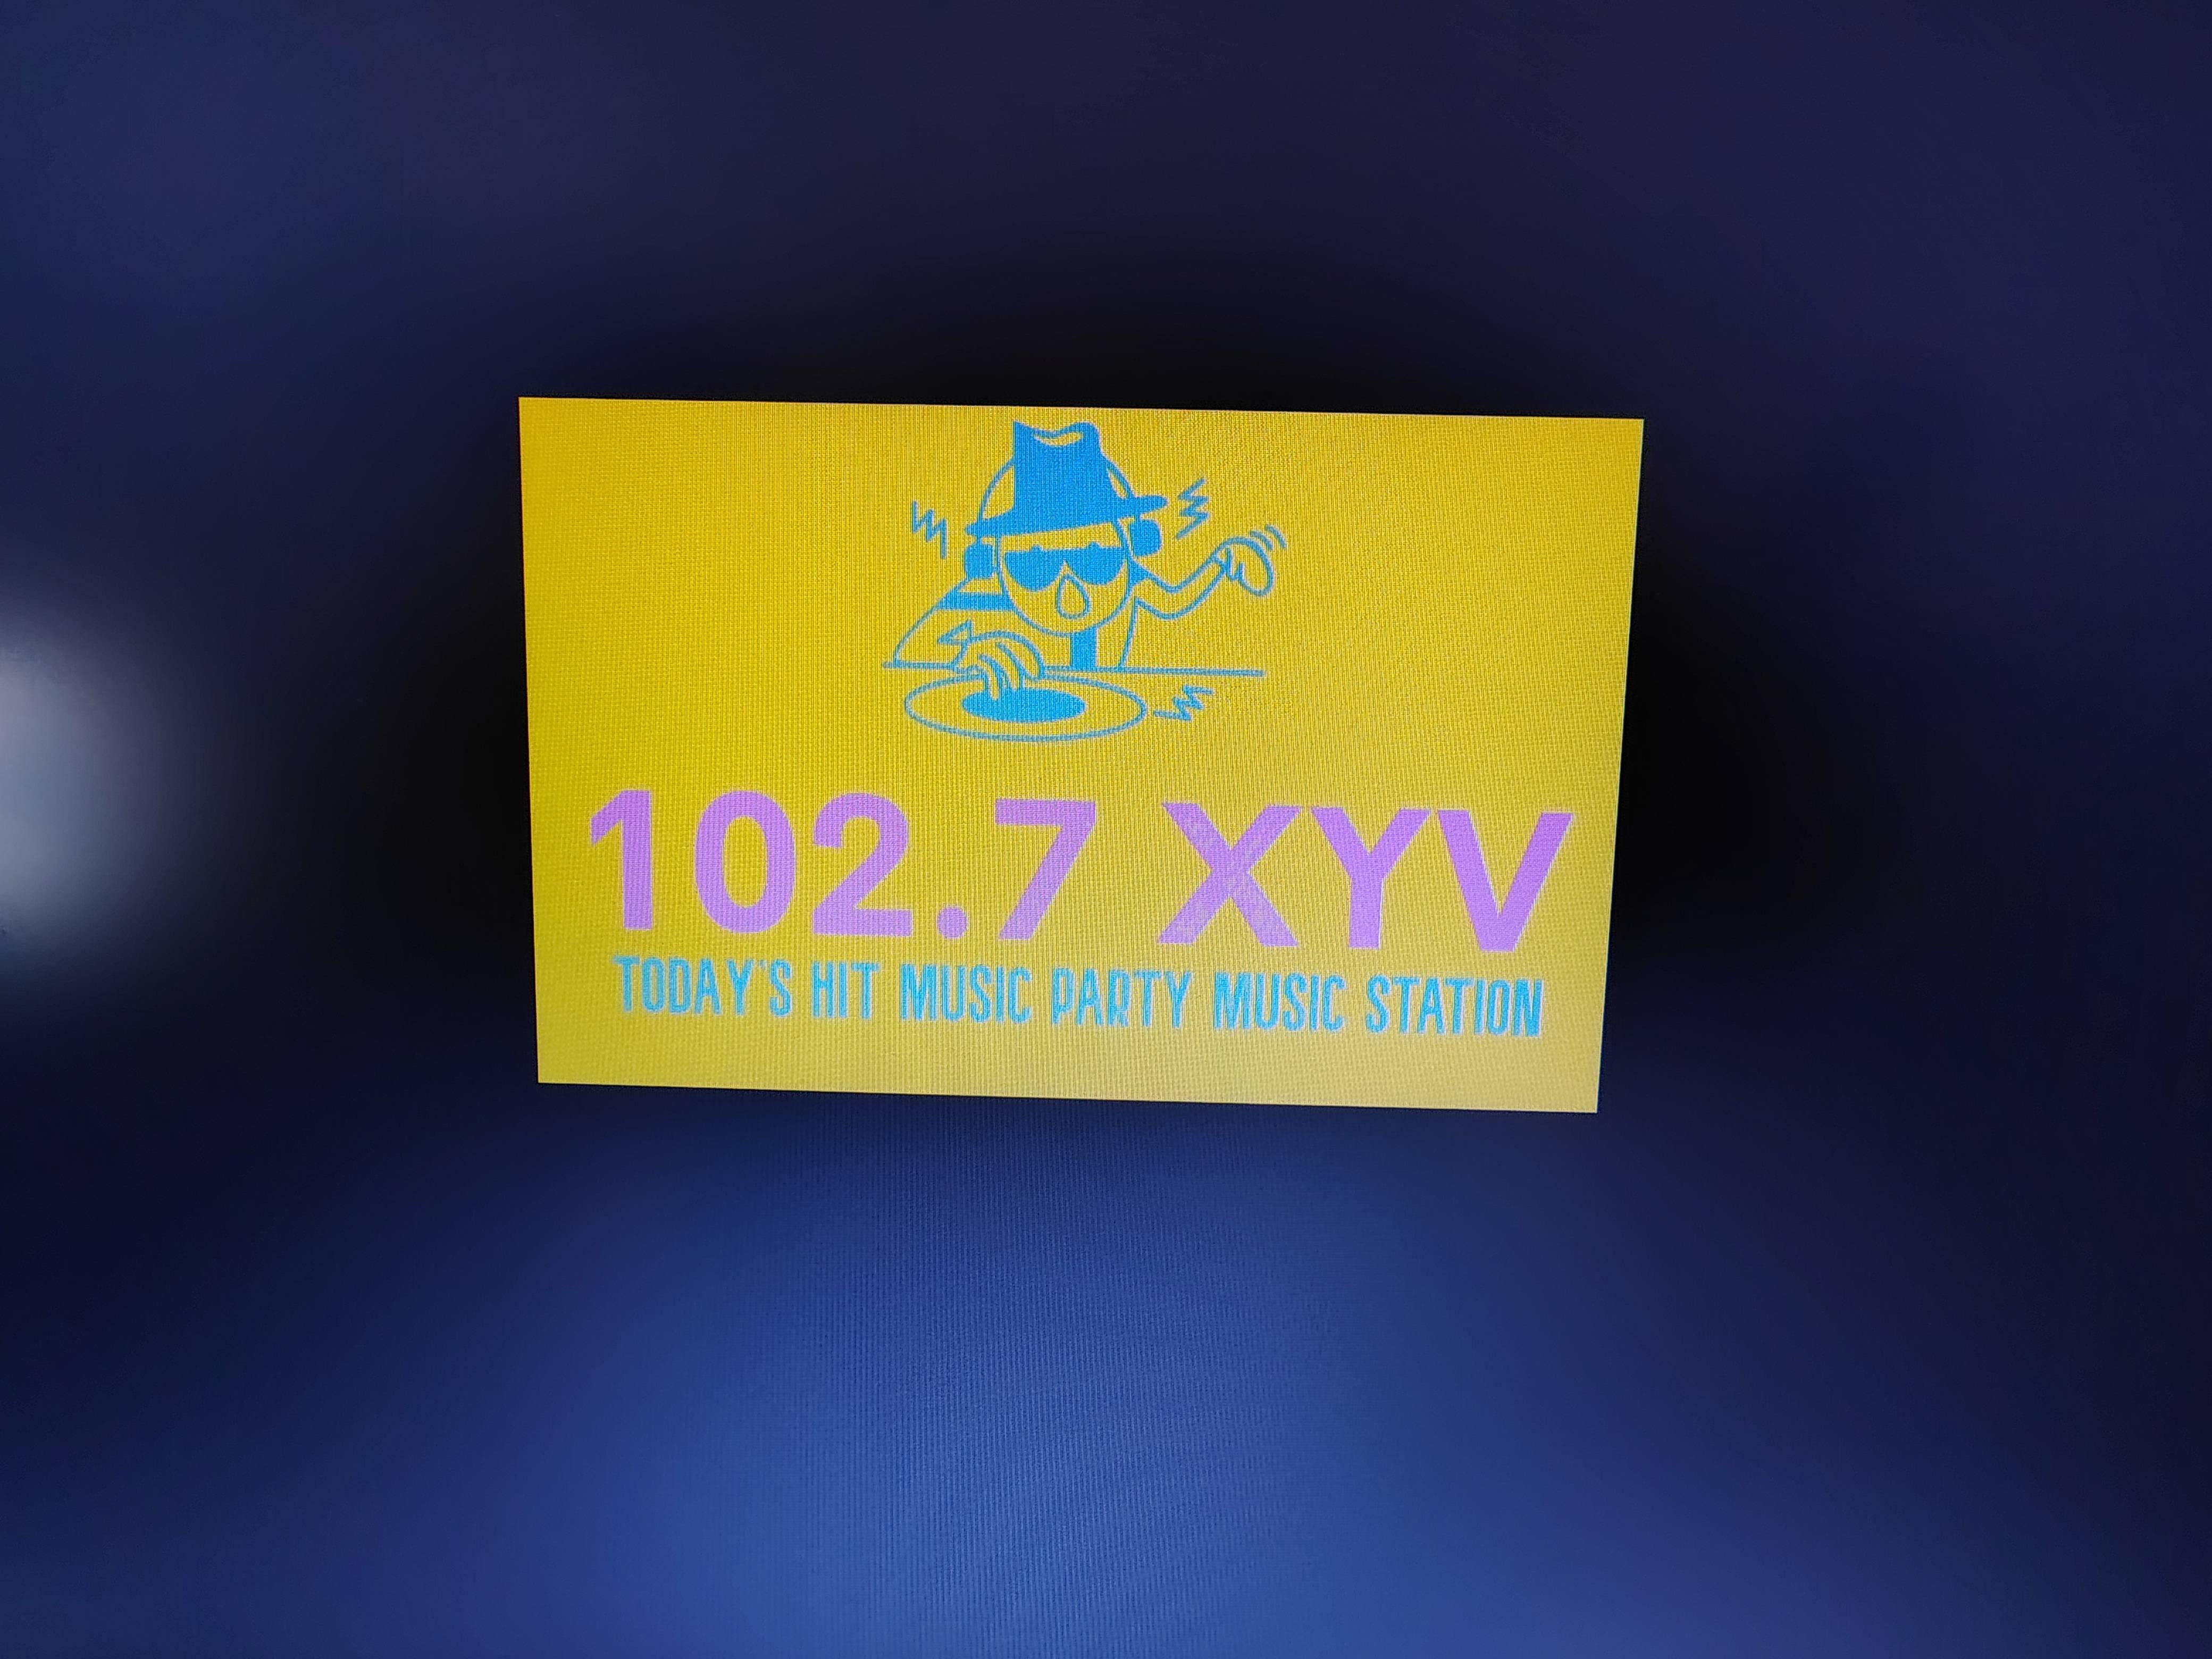 102.7 XYV
TODAY'S HIT MUSIC PARTY MUSIC STATION